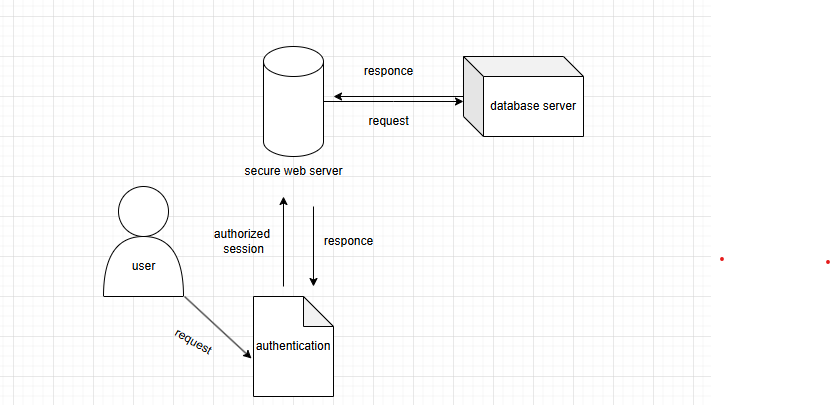 responce
database server
request
secure web server
authorized
session
responce
user
request
authentication